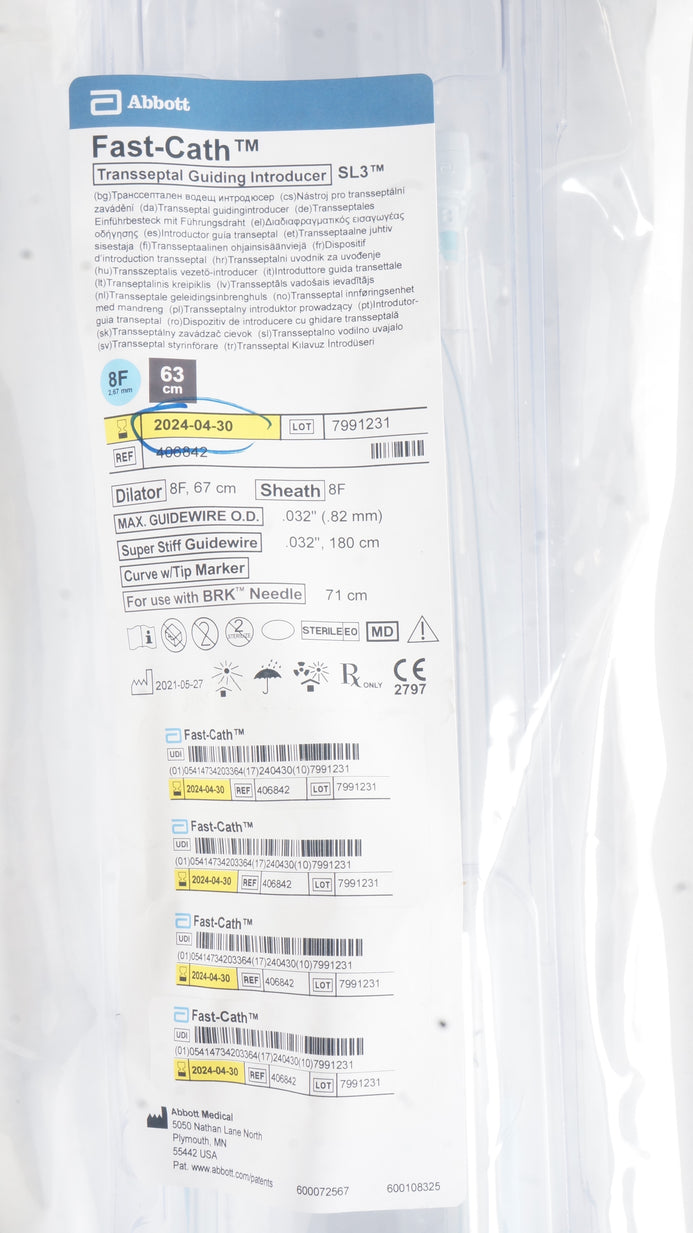 Abbott
Fast-Cath™
Transseptal Guiding Introducer SL3™
(bg)Транссептален водещ интродюсер (cs)Nástroj pro transseptální
zavádění (da)Transseptal guidingintroducer (de)Transseptales
Einführbesteck mit Führungsdraht (el)Διαδιαφραγματικός εισαγωγέας
οδήγησης (es)Introductor guía transeptal (et)Transseptaalne juhtiv
sisestaja (fi)Transseptaalinen ohjainsisäänviejä (fr)Dispositif
d'introduction transseptal (hr)Transseptalni uvodnik za uvođenje
(hu)Transszeptális vezető-introducer (it)Introduttore guida transettale
(lt)Transeptalinis kreipiklis (lv)Transseptāls vadošais ievadītājs
(nl)Transseptale geleidingsinbrenghuls (no)Transseptal innføringsenhet
med mandreng (pl)Transseptalny introduktor prowadzący (pt)Introdutor-
guia transeptal (ro)Dispozitiv de introducere cu ghidare transseptală
(sk)Transseptálny zavádzač cievok (sl)Transseptalno vodilno uvajalo
(sv)Transseptal styrinförare (tr)Transseptal Kılavuz İntrodüseri
8F 63
2,67 mm cm
2024-04-30 LOT 7991231
REF 406842
Dilator 8F, 67 cm Sheath 8F
MAX. GUIDEWIRE O.D. .032" (.82 mm)
Super Stiff Guidewire .032", 180 cm
Curve w/Tip Marker
For use with BRK™ Needle 71 cm
i 2 2 STERILIZE STERILE EO MD
2021-05-27 Rx ONLY CE
2797
Fast-Cath™
UDI
(01)05414734203364(17)240430(10)7991231
2024-04-30 REF 406842 LOT 7991231
Fast-Cath™
UDI
(01)05414734203364(17)240430(10)7991231
2024-04-30 REF 406842 LOT 7991231
Fast-Cath™
UDI
(01)05414734203364(17)240430(10)7991231
2024-04-30 REF 406842 LOT 7991231
Fast-Cath™
UDI
(01)05414734203364(17)240430(10)7991231
2024-04-30 REF 406842 LOT 7991231
Abbott Medical
5050 Nathan Lane North
Plymouth, MN
55442 USA
Pat. www.abbott.com/patents
600072567 600108325